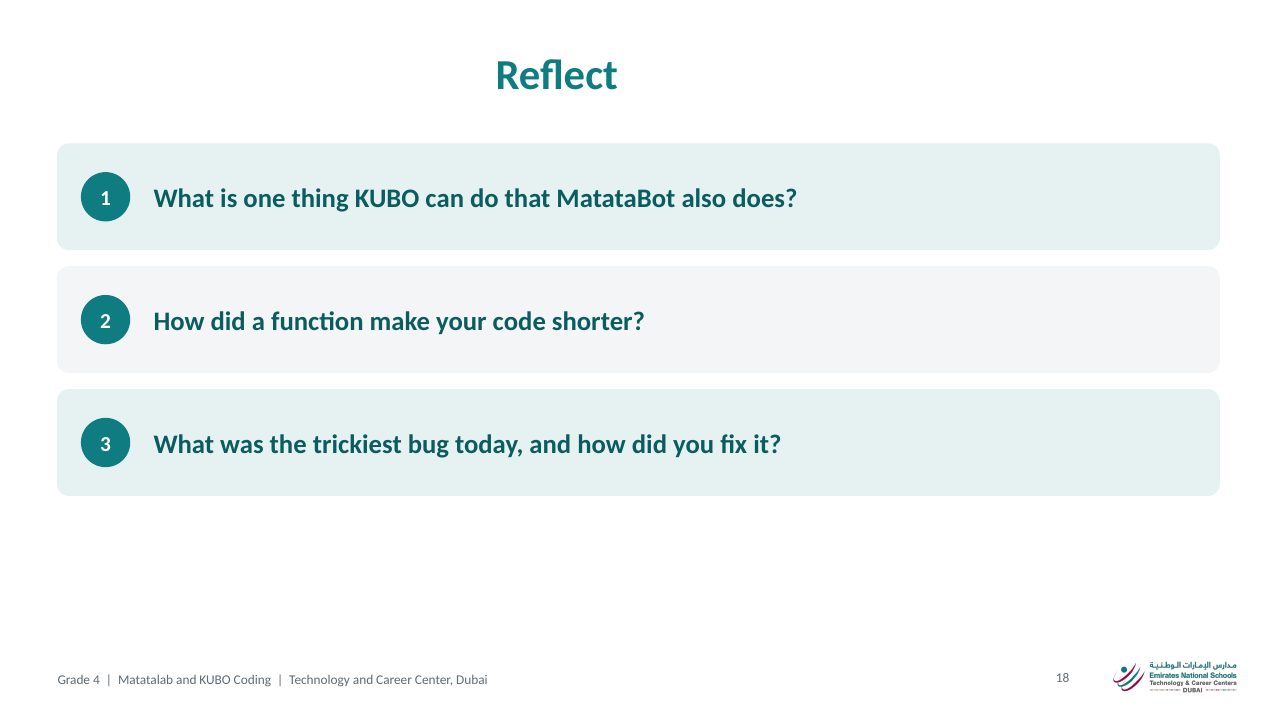 Reflect
1
What is one thing KUBO can do that MatataBot also does?
2
How did a function make your code shorter?
3
What was the trickiest bug today, and how did you fix it?
Grade 4 | Matatalab and KUBO Coding | Technology and Career Center, Dubai
18
مدارس الإمارات الوطنية
Emirates National Schools
Technology & Career Centers
DUBAI